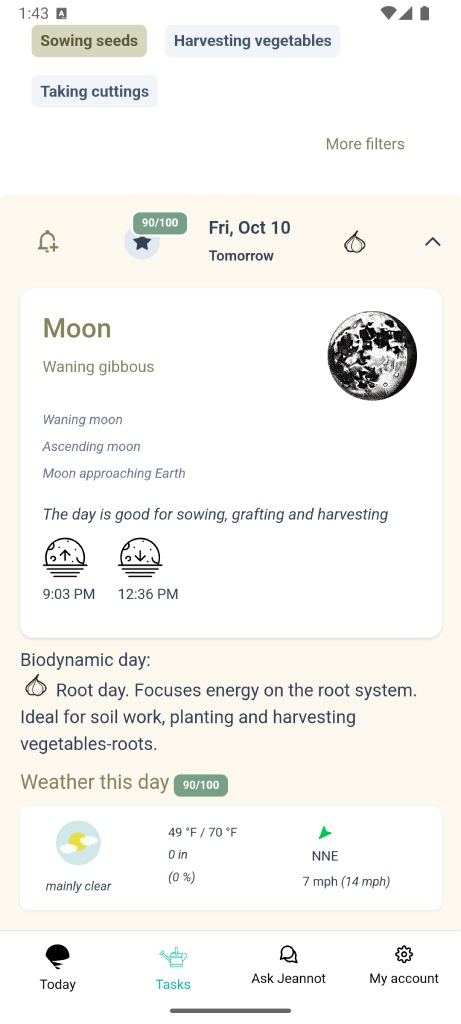 1:43
Sowing seeds
Harvesting vegetables
Taking cuttings
More filters
90/100
Fri, Oct 10
Tomorrow
Moon
Waning gibbous
Waning moon
Ascending moon
Moon approaching Earth
The day is good for sowing, grafting and harvesting
9:03 PM
12:36 PM
Biodynamic day:
Root day. Focuses energy on the root system.
Ideal for soil work, planting and harvesting
vegetables-roots.
Weather this day 90/100
49 °F / 70 °F
0 in
(0 %)
mainly clear
NNE
7 mph (14 mph)
Today
Tasks
Ask Jeannot
My account